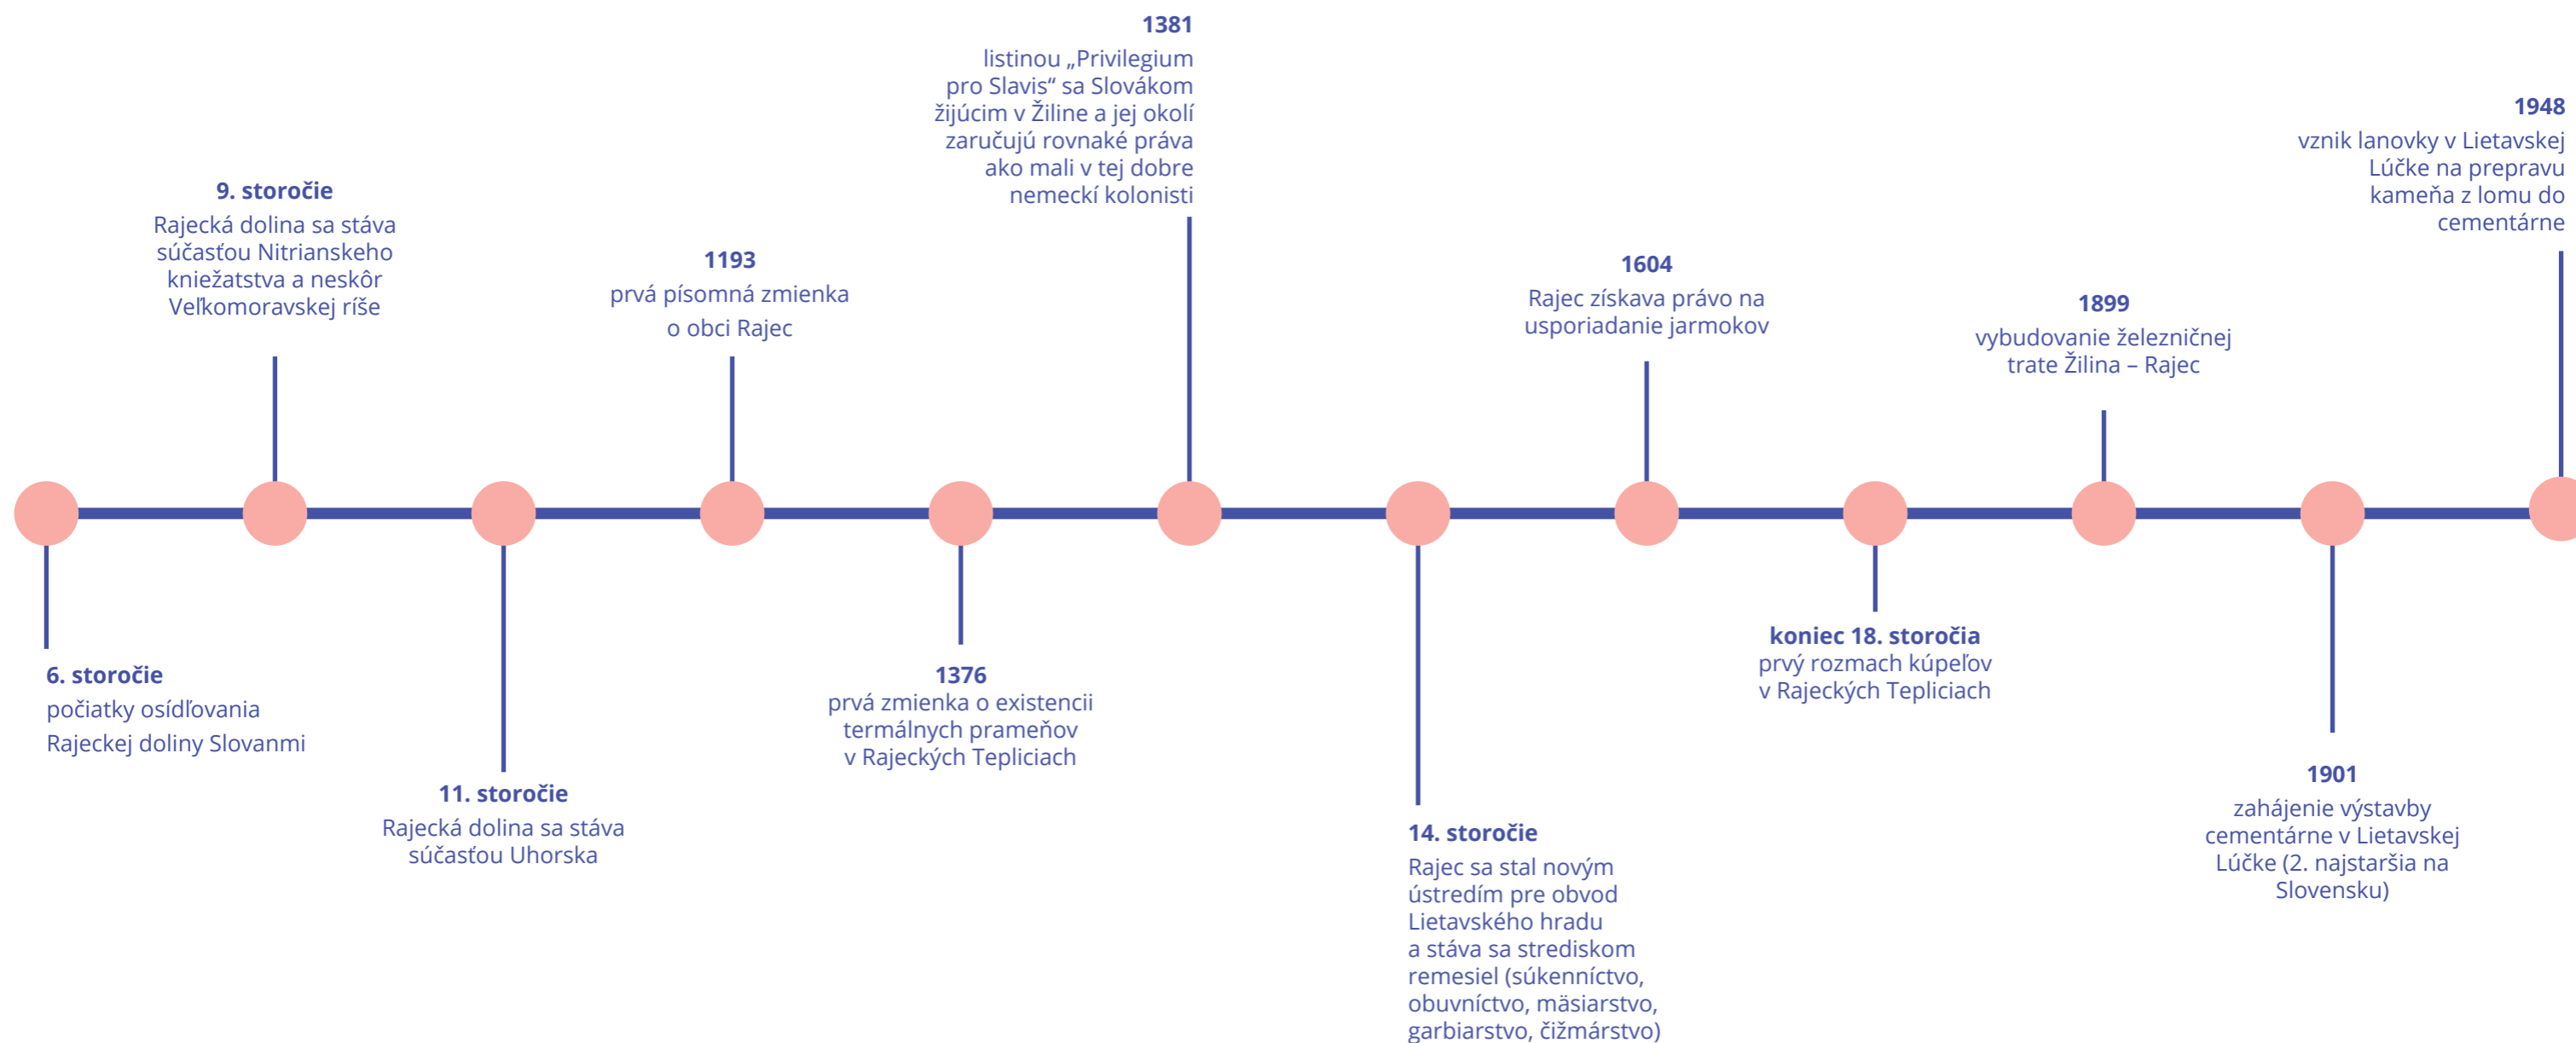 6. storočie
počiatky osídľovania
Rajeckej doliny Slovanmi
9. storočie
Rajecká dolina sa stáva
súčasťou Nitrianskeho
kniežatstva a neskôr
Veľkomoravskej ríše
11. storočie
Rajecká dolina sa stáva
súčasťou Uhorska
1193
prvá písomná zmienka
o obci Rajec
1376
prvá zmienka o existencii
termálnych prameňov
v Rajeckých Tepliciach
1381
listinou „Privilegium
pro Slavis“ sa Slovákom
žijúcim v Žiline a jej okolí
zaručujú rovnaké práva
ako mali v tej dobre
nemeckí kolonisti
14. storočie
Rajec sa stal novým
ústredím pre obvod
Lietavského hradu
a stáva sa strediskom
remesiel (súkenníctvo,
obuvníctvo, mäsiarstvo,
garbiarstvo, čižmárstvo)
1604
Rajec získava právo na
usporiadanie jarmokov
koniec 18. storočia
prvý rozmach kúpeľov
v Rajeckých Tepliciach
1899
vybudovanie železničnej
trate Žilina – Rajec
1901
zahájenie výstavby
cementárne v Lietavskej
Lúčke (2. najstaršia na
Slovensku)
1948
vznik lanovky v Lietavskej
Lúčke na prepravu
kameňa z lomu do
cementárne